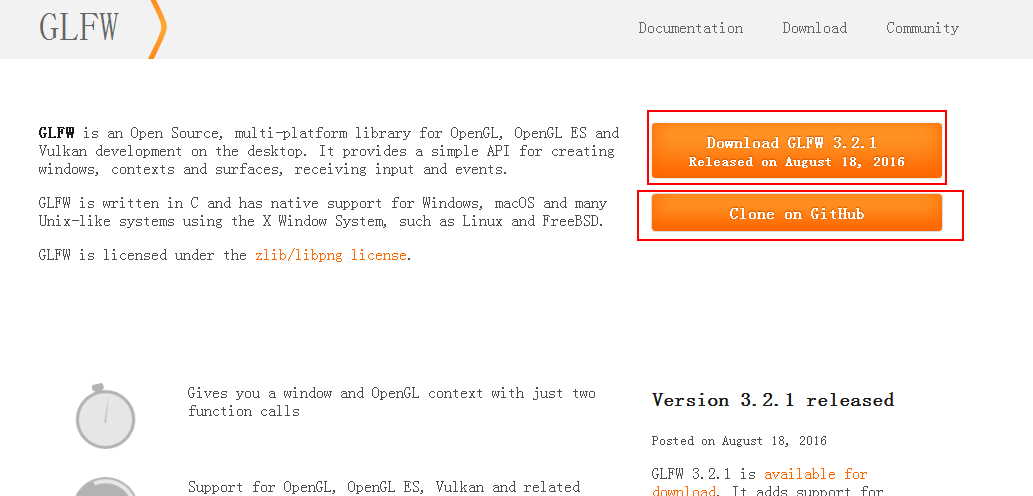 GLFW
Documentation Download Community
GLFW is an Open Source, multi-platform library for OpenGL, OpenGL ES and
Vulkan development on the desktop. It provides a simple API for creating
windows, contexts and surfaces, receiving input and events.
GLFW is written in C and has native support for Windows, macOS and many
Unix-like systems using the X Window System, such as Linux and FreeBSD.
GLFW is licensed under the zlib/libpng license.
Download GLFW 3.2.1
Released on August 18, 2016
Clone on GitHub
Gives you a window and OpenGL context with just two
function calls
Support for OpenGL, OpenGL ES, Vulkan and related
Version 3.2.1 released
Posted on August 18, 2016
GLFW 3.2.1 is available for
download. It adds support for